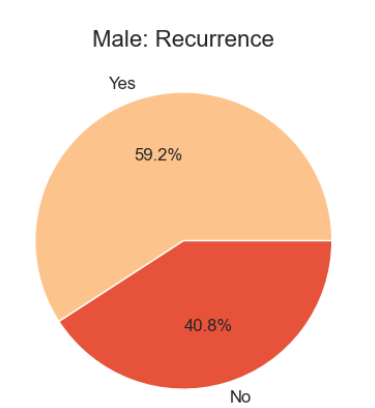 Male: Recurrence
Yes
59.2%
40.8%
No